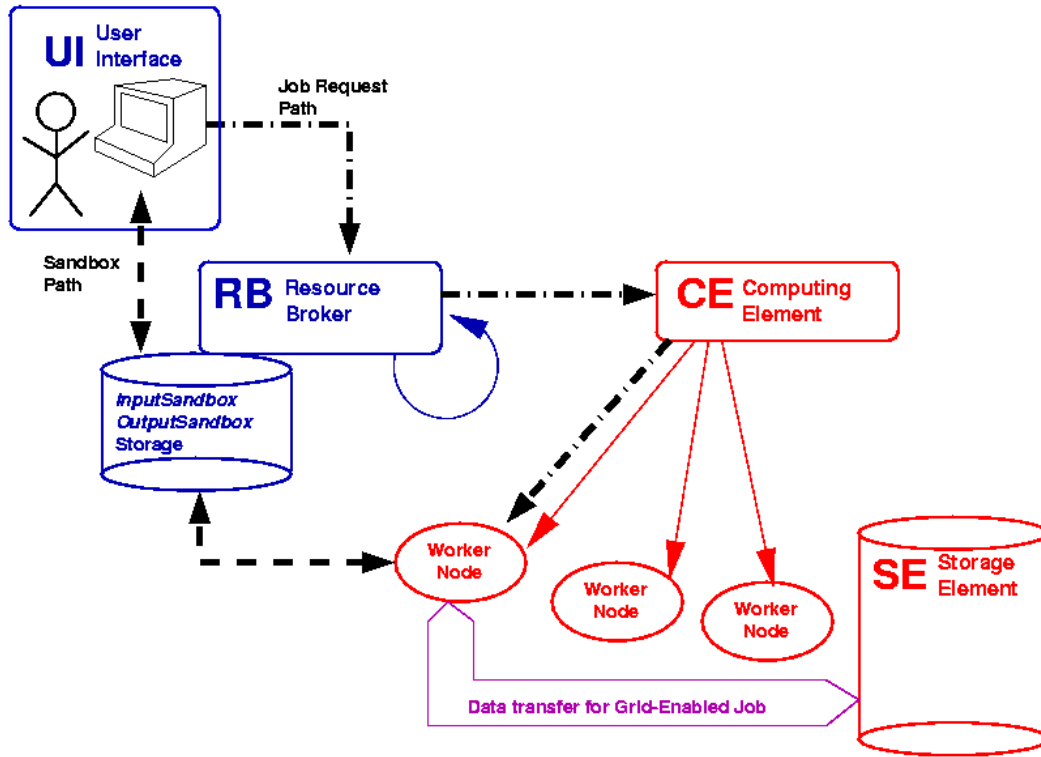 UI User
Interface
Job Request
Path
Sandbox
Path
RB Resource
Broker
CE Computing
Element
InputSandbox
OutputSandbox
Storage
Worker
Node
Worker
Node
Worker
Node
SE Storage
Element
Data transfer for Grid-Enabled Job